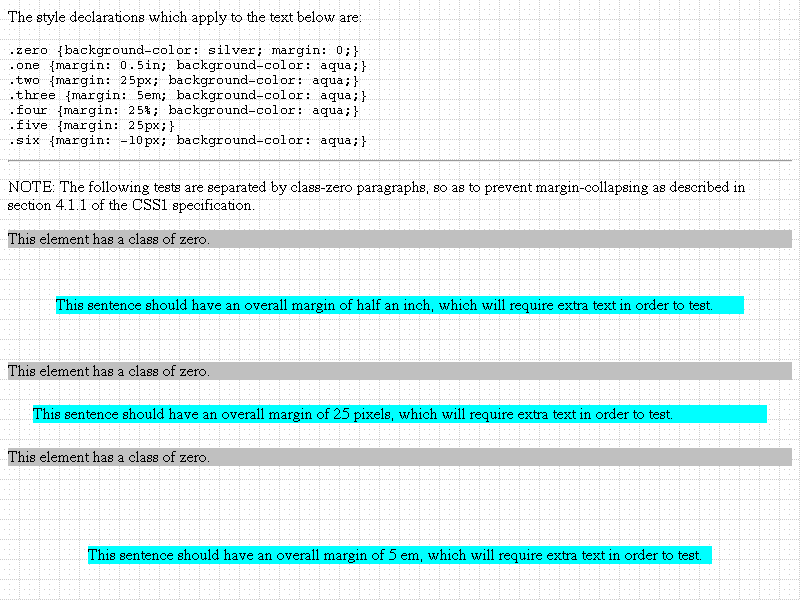 The style declarations which apply to the text below are:
.zero {background-color: silver; margin: 0;}
.one {margin: 0.5in; background-color: aqua;}
.two {margin: 25px; background-color: aqua;}
.three {margin: 5em; background-color: aqua;}
.four {margin: 25%; background-color: aqua;}
.five {margin: 25px;}
.six {margin: -10px; background-color: aqua;}
NOTE: The following tests are separated by class-zero paragraphs, so as to prevent margin-collapsing as described in
section 4.1.1 of the CSS1 specification.
This element has a class of zero.
This sentence should have an overall margin of half an inch, which will require extra text in order to test.
This element has a class of zero.
This sentence should have an overall margin of 25 pixels, which will require extra text in order to test.
This element has a class of zero.
This sentence should have an overall margin of 5 em, which will require extra text in order to test.